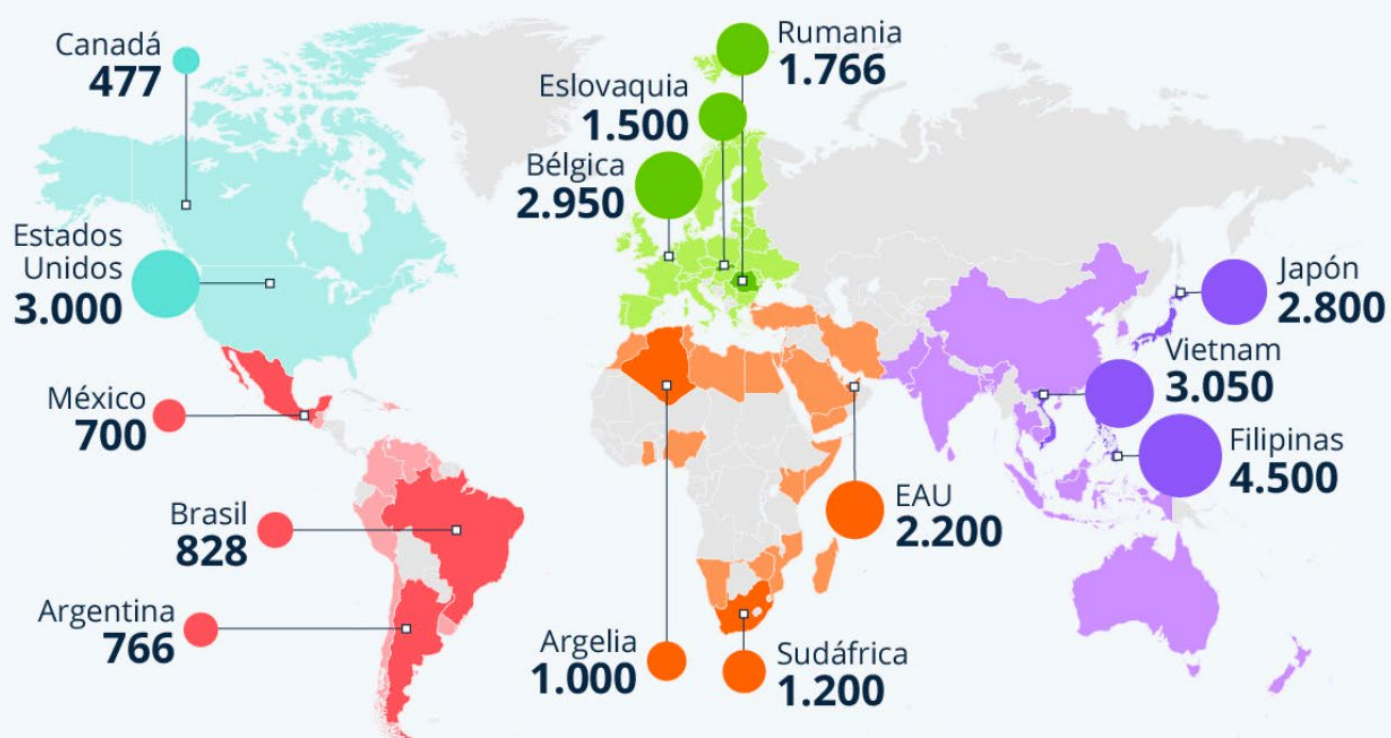 Canadá
477
Estados
Unidos
3.000
México
700
Brasil
828
Argentina
766
Rumania
1.766
Eslovaquia
1.500
Bélgica
2.950
Argelia
1.000
Sudáfrica
1.200
EAU
2.200
Japón
2.800
Vietnam
3.050
Filipinas
4.500